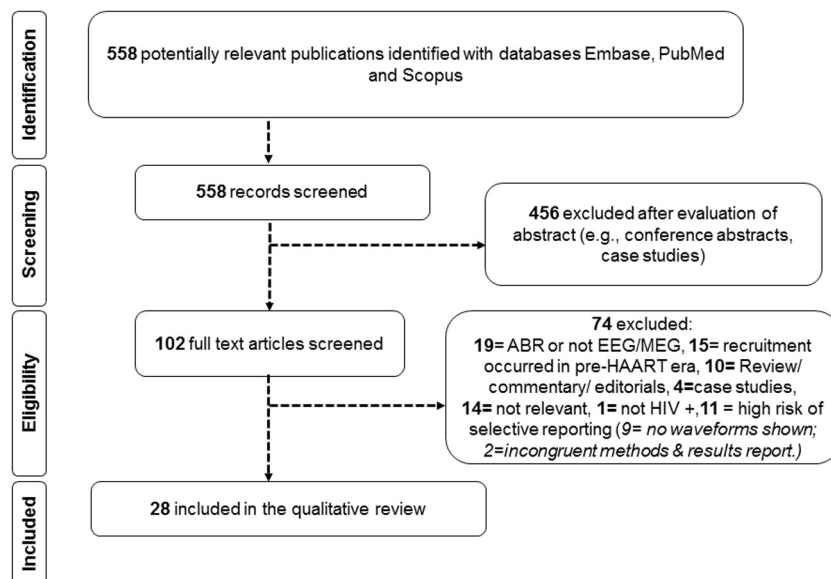 Identification
558 potentially relevant publications identified with databases Embase, PubMed
and Scopus
Screening
558 records screened
456 excluded after evaluation of
abstract (e.g., conference abstracts,
case studies)
Eligibility
102 full text articles screened
74 excluded:
19= ABR or not EEG/MEG, 15= recruitment
occurred in pre-HAART era, 10= Review/
commentary/ editorials, 4=case studies,
14= not relevant, 1= not HIV +,11 = high risk of
selective reporting (9= no waveforms shown;
2=incongruent methods & results report.)
Included
28 included in the qualitative review